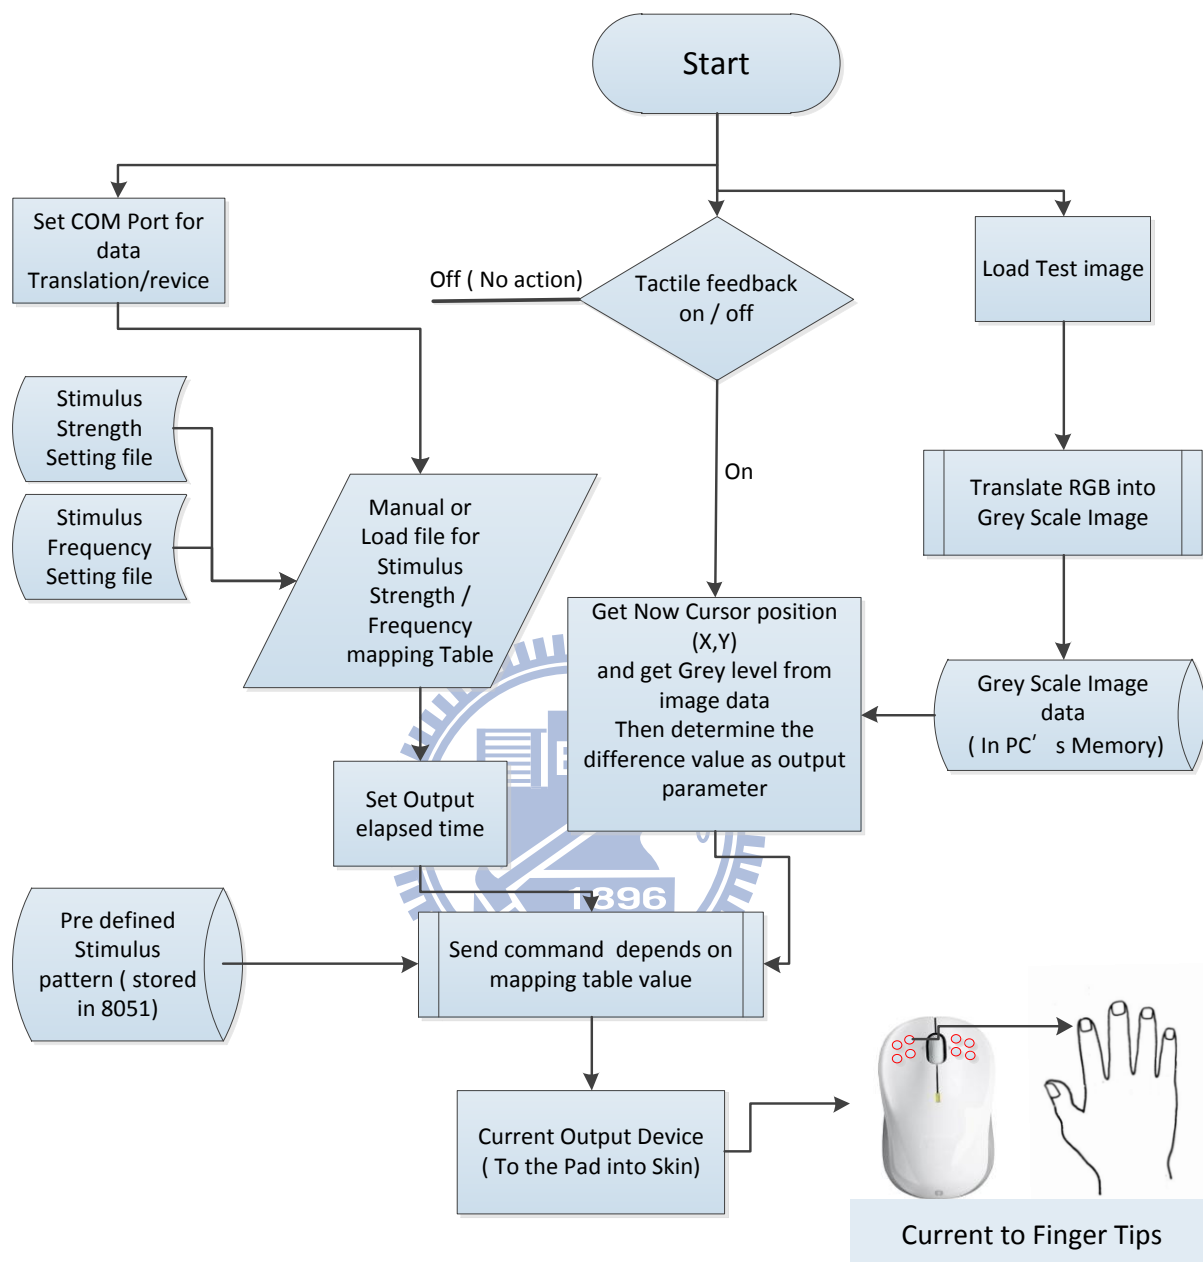 Start
Set COM Port for
data
Translation/revice
Off ( No action)
Tactile feedback
on / off
Load Test image
Stimulus
Strength
Setting file
Stimulus
Frequency
Setting file
On
Manual or
Load file for
Stimulus
Strength /
Frequency
mapping Table
Translate RGB into
Grey Scale Image
Get Now Cursor position
(X,Y)
and get Grey level from
image data
Then determine the
difference value as output
parameter
Grey Scale Image
data
( In PC’ s Memory)
Set Output
elapsed time
1396
Pre defined
Stimulus
pattern ( stored
in 8051)
Send command depends on
mapping table value
Current Output Device
( To the Pad into Skin)
Current to Finger Tips